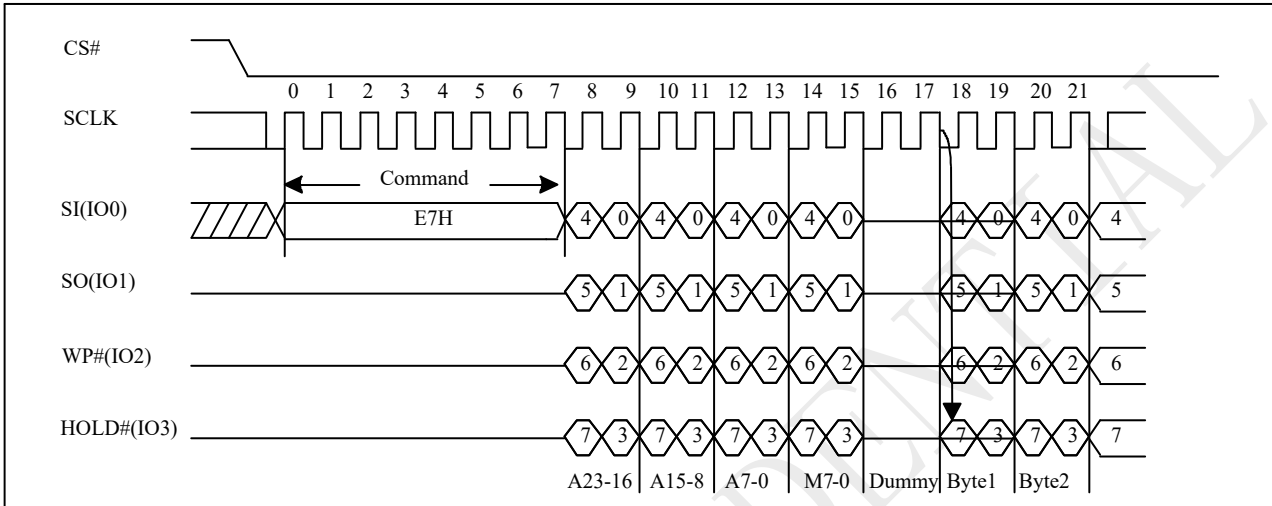 CS#
0 1 2 3 4 5 6 7 8 9 10 11 12 13 14 15 16 17 18 19 20 21
SCLK
Command
SI(IO0) E7H 4 0 4 0 4 0 4 0 4 0 4 0 4
SO(IO1) 5 1 5 1 5 1 5 1 5 1 5 1 5
WP#(IO2) 6 2 6 2 6 2 6 2 6 2 6 2 6
HOLD#(IO3) 7 3 7 3 7 3 7 3 7 3 7 3 7
A23-16 A15-8 A7-0 M7-0 Dummy Byte1 Byte2
DENTIAL